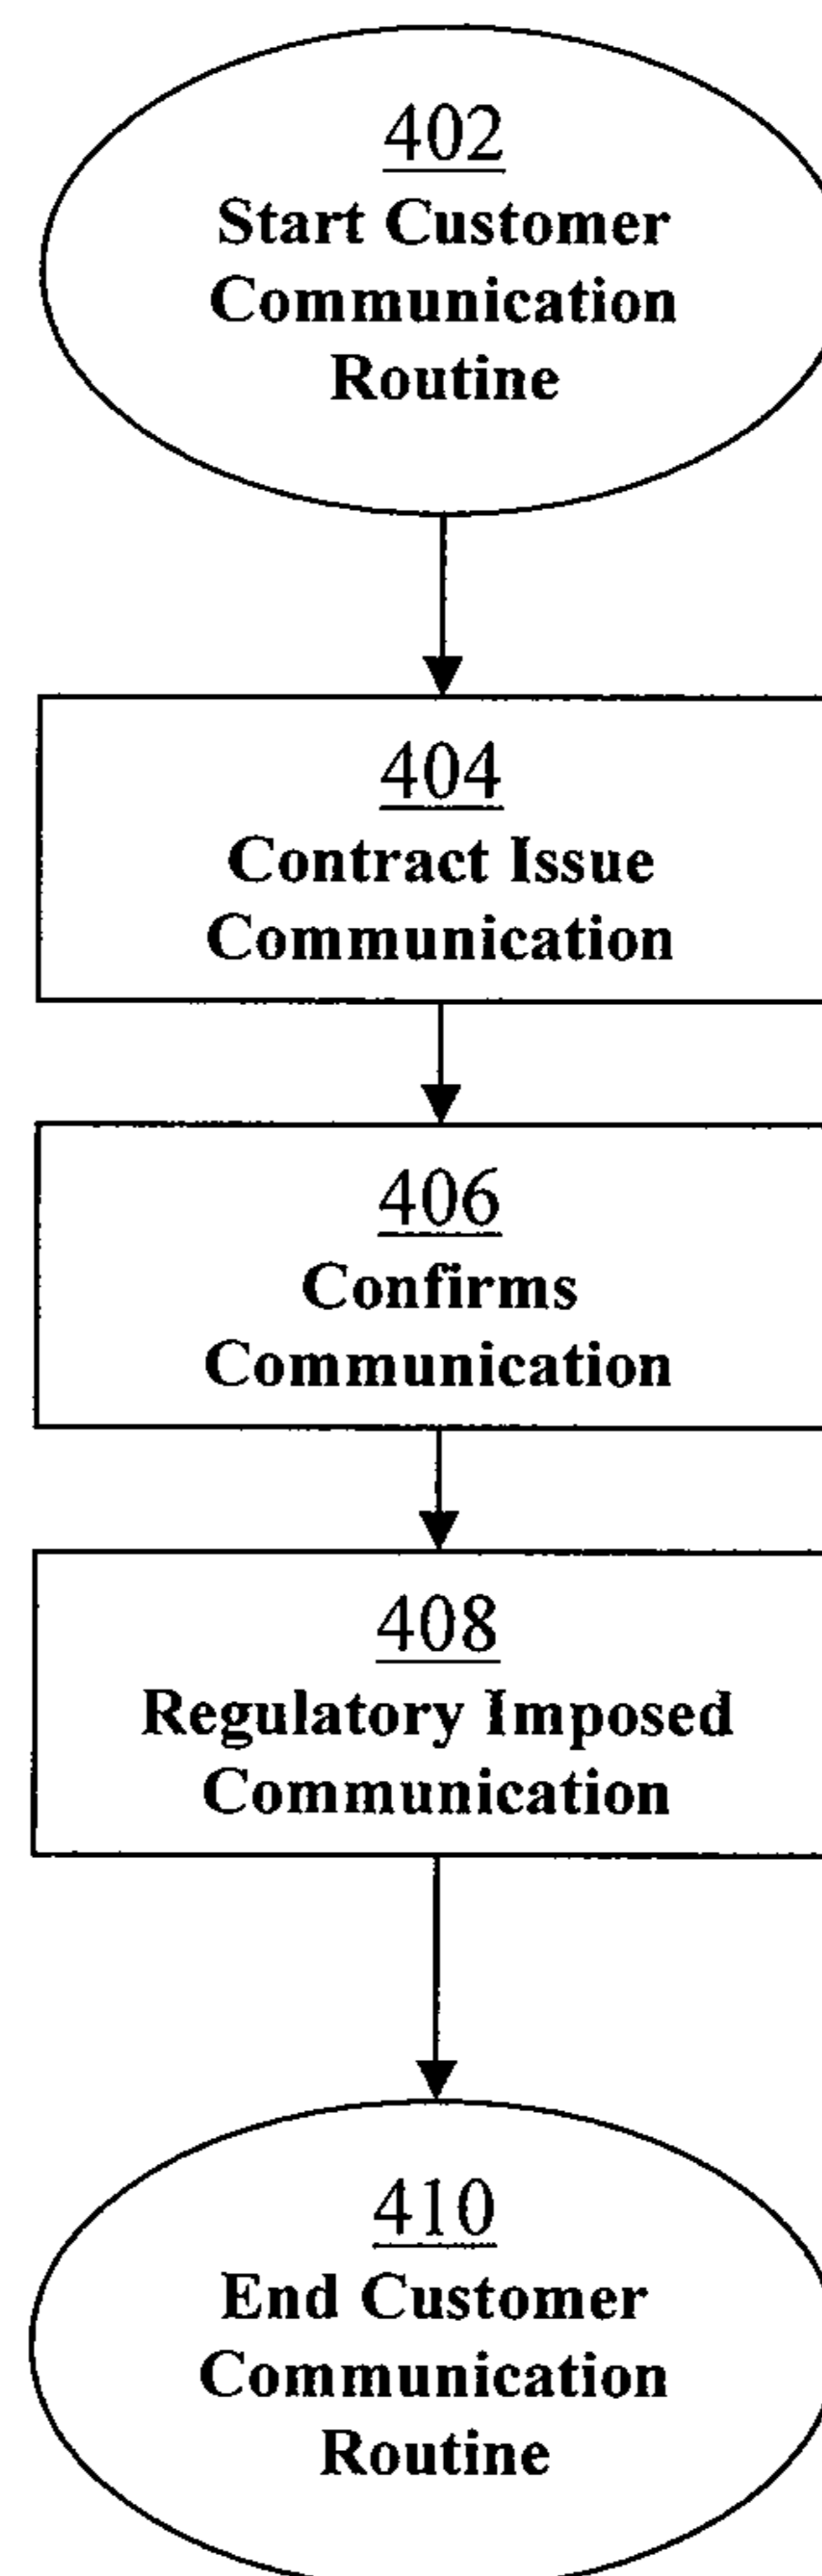 402
Start Customer
Communication
Routine
404
Contract Issue
Communication
406
Confirms
Communication
408
Regulatory Imposed
Communication
410
End Customer
Communication
Routine